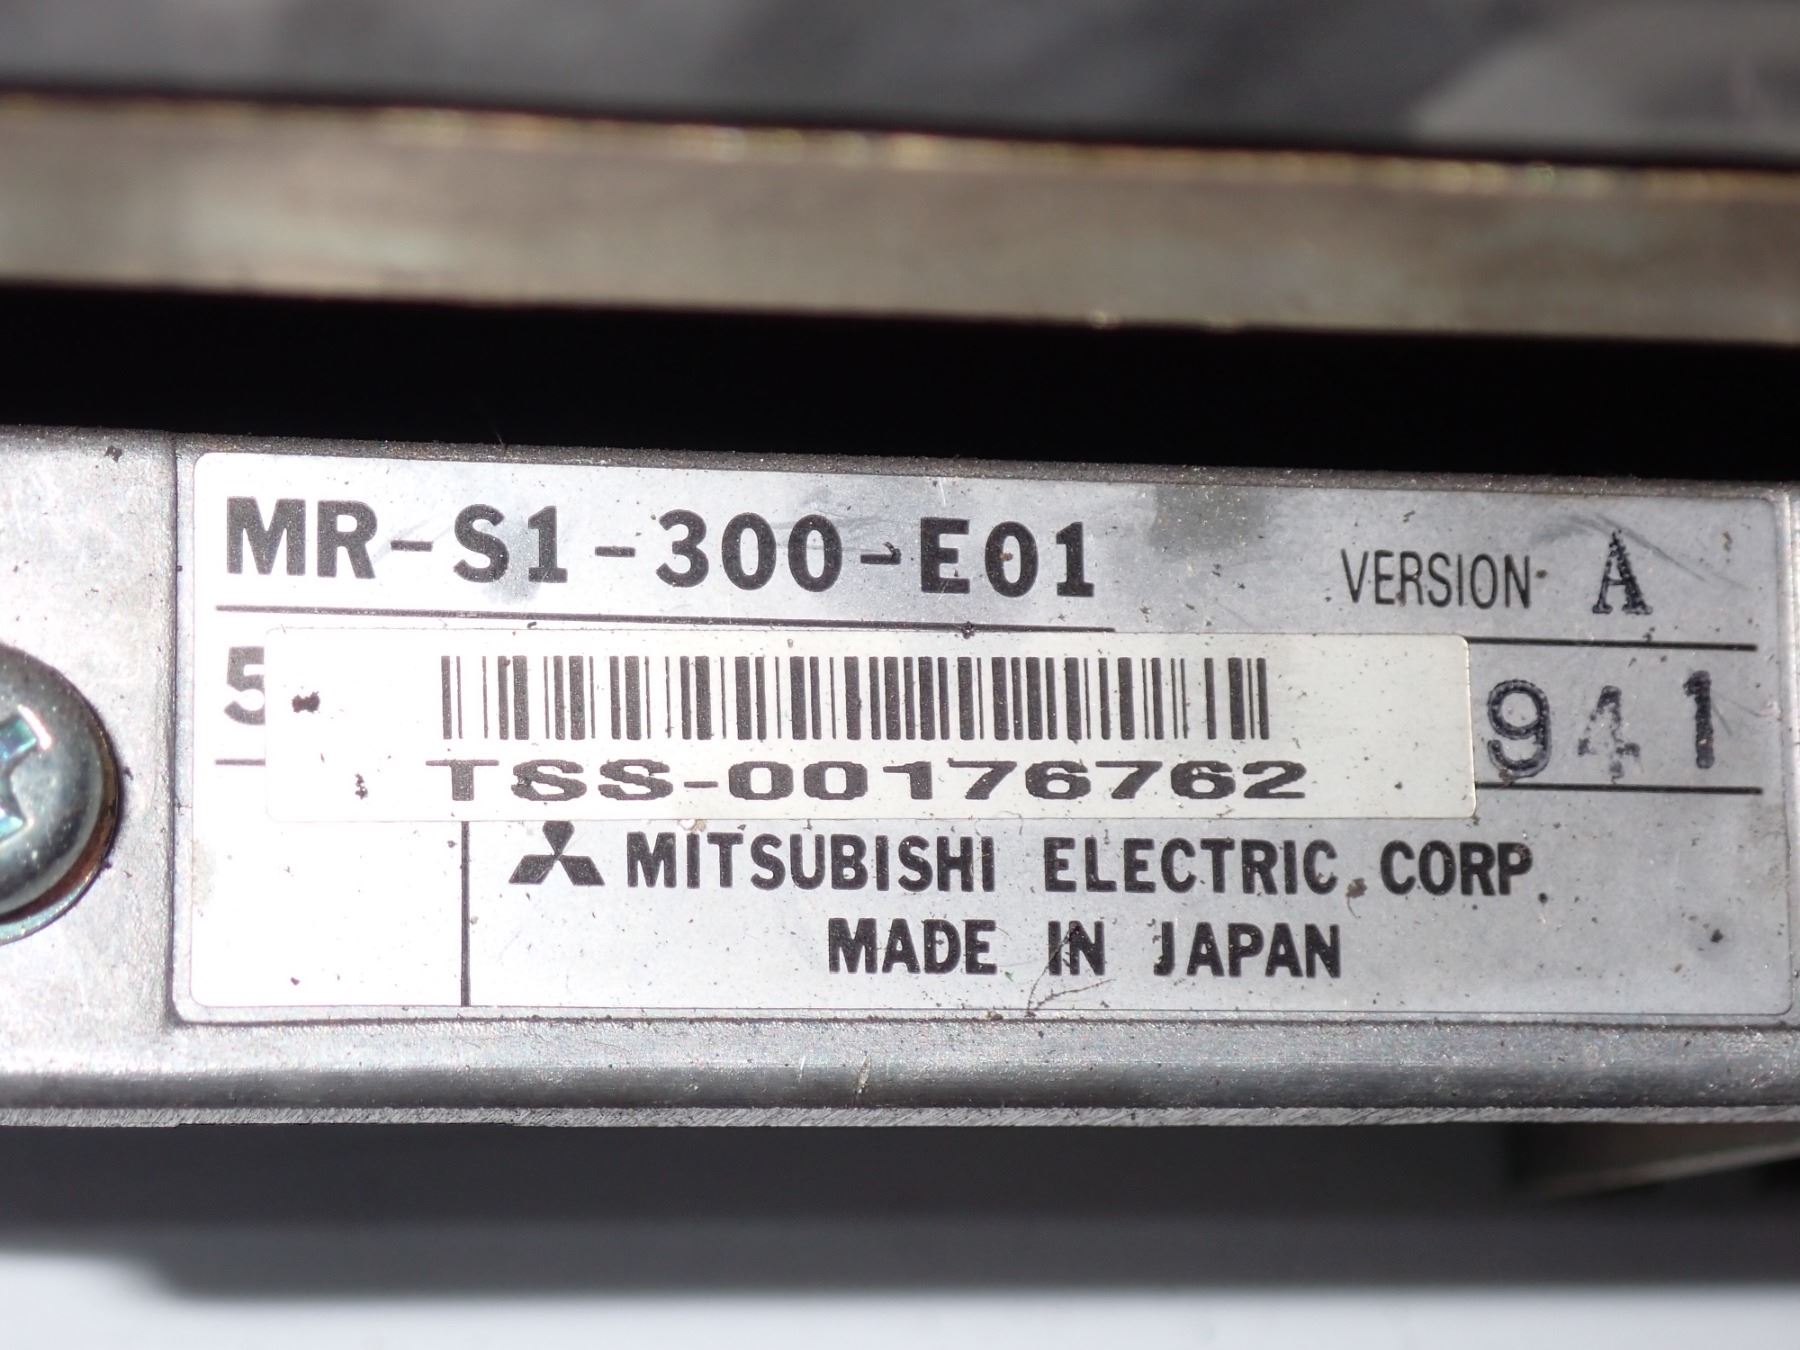 MR-S1-300-E01 VERSION A
5 941
TSS-00176762
MITSUBISHI ELECTRIC CORP.
MADE IN JAPAN